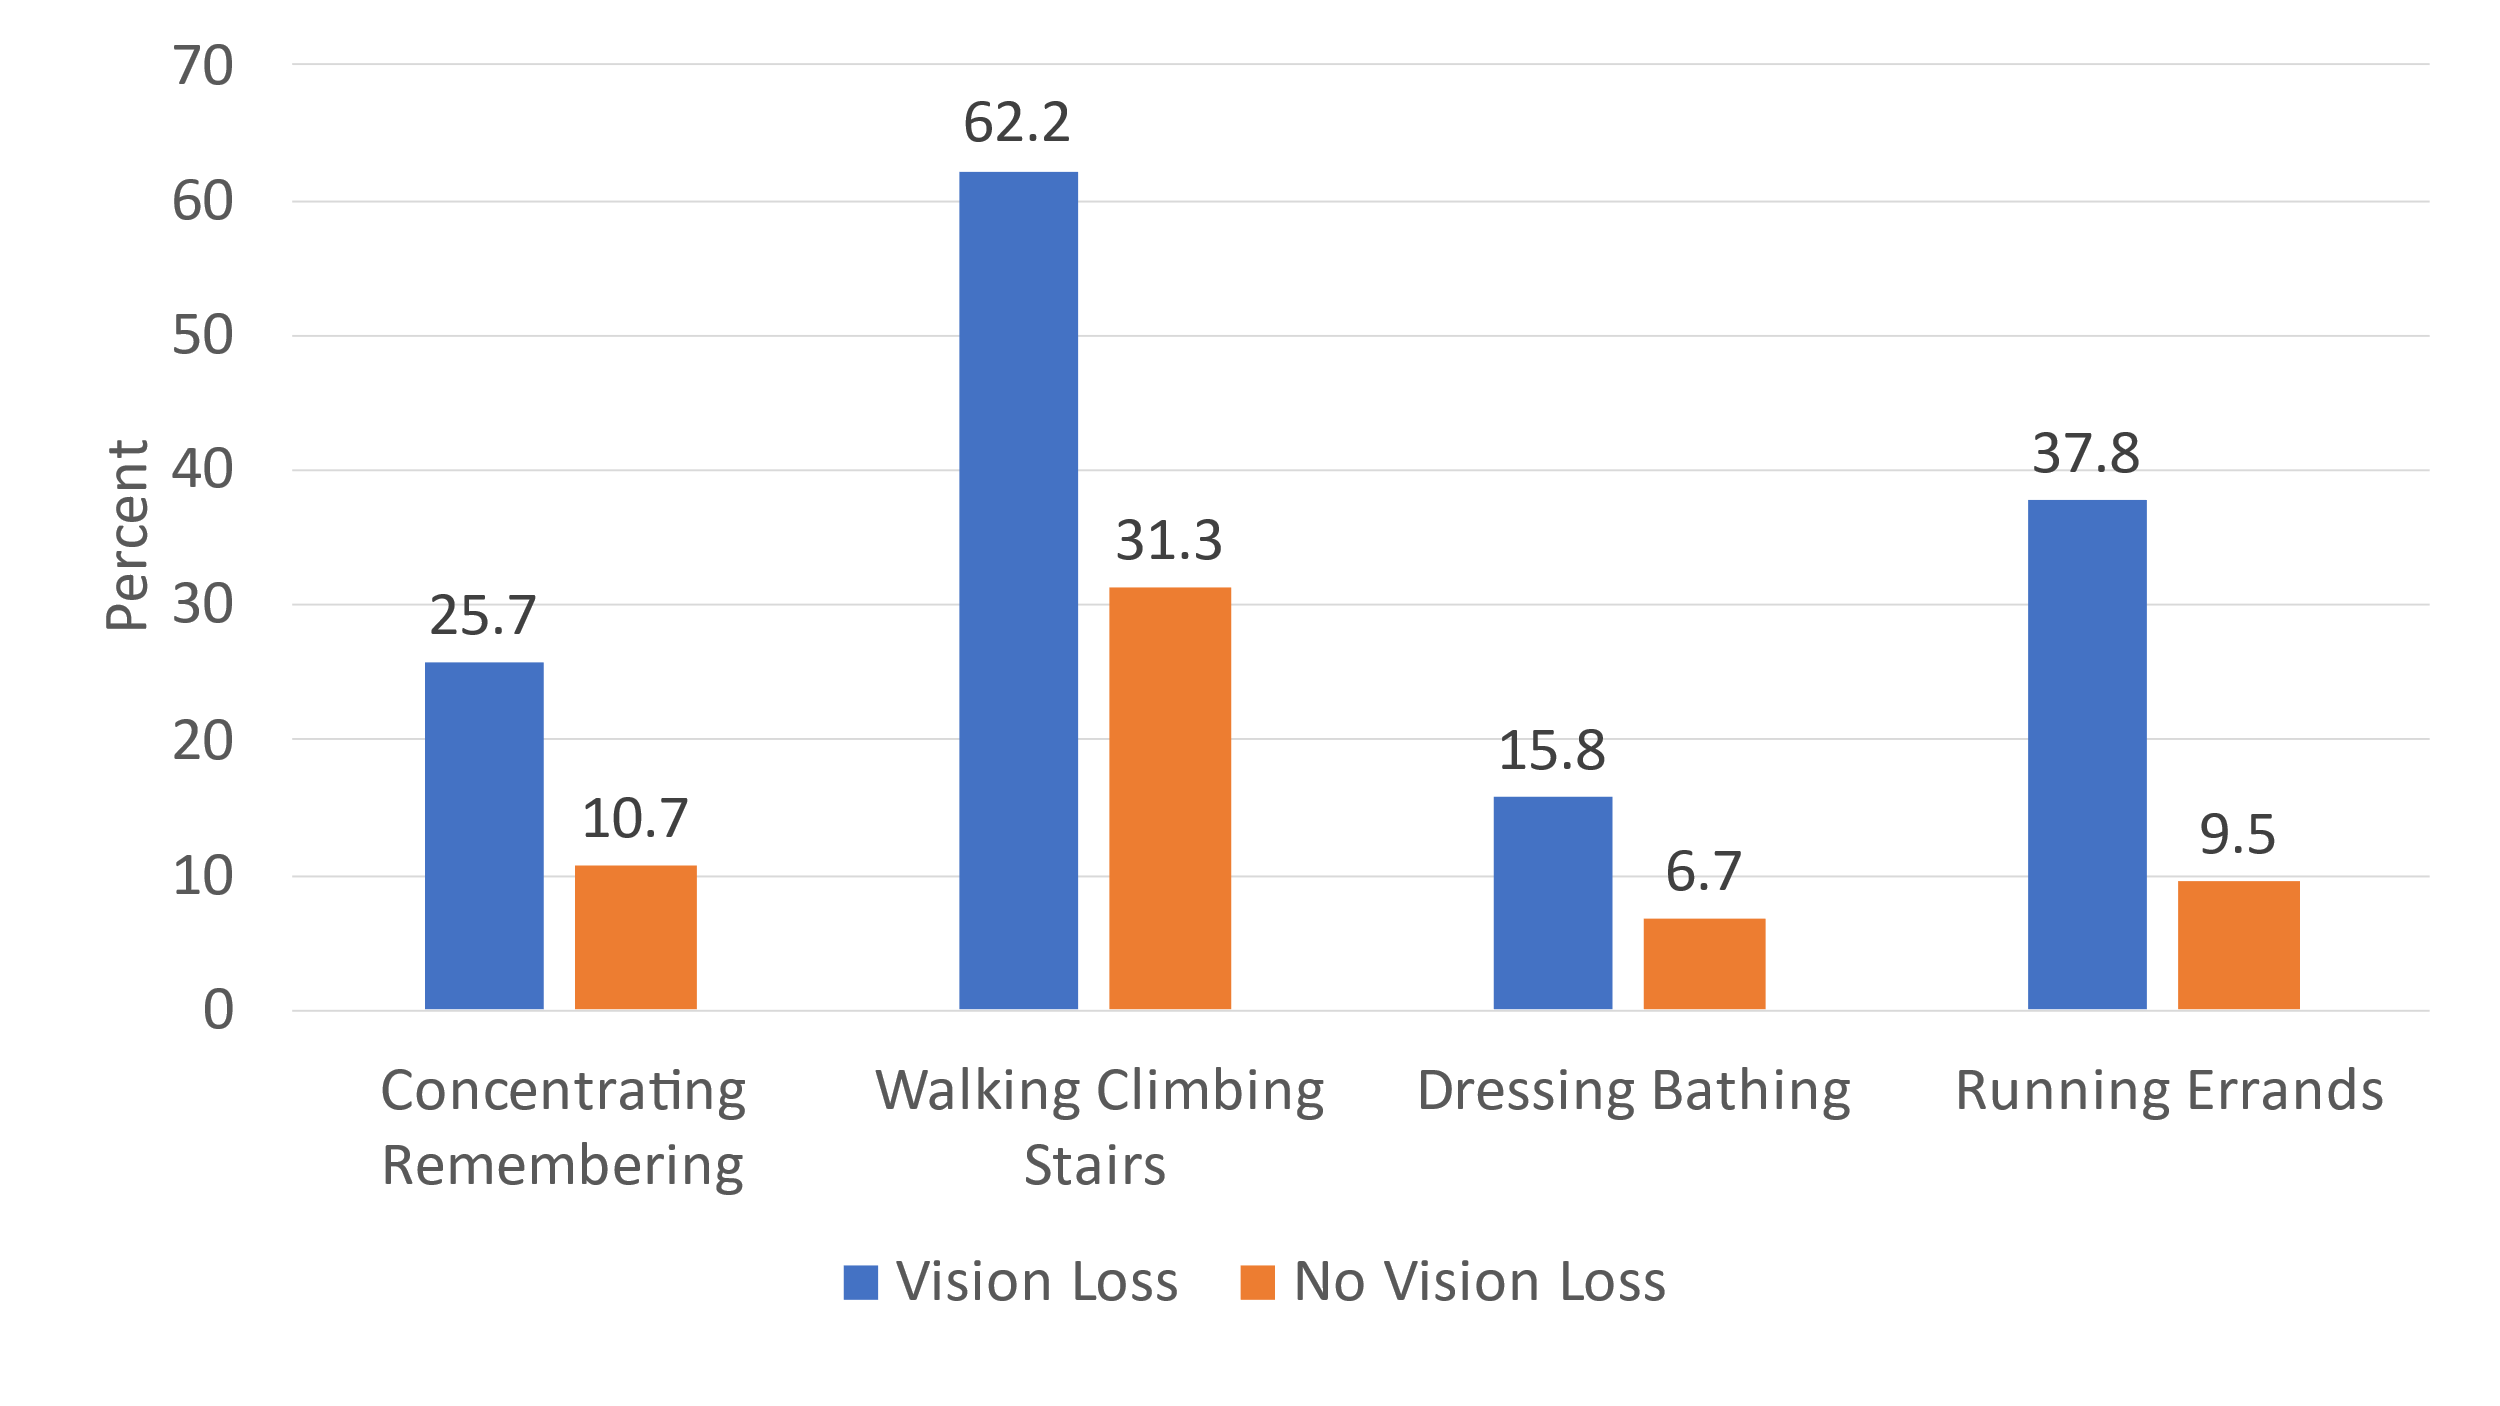 70
60
50
40
30
20
10
0
Percent
25.7
10.7
62.2
31.3
15.8
6.7
37.8
9.5
Concentrating
Remembering
Walking Climbing
Stairs
Dressing Bathing
Running Errands
Vision Loss
No Vision Loss